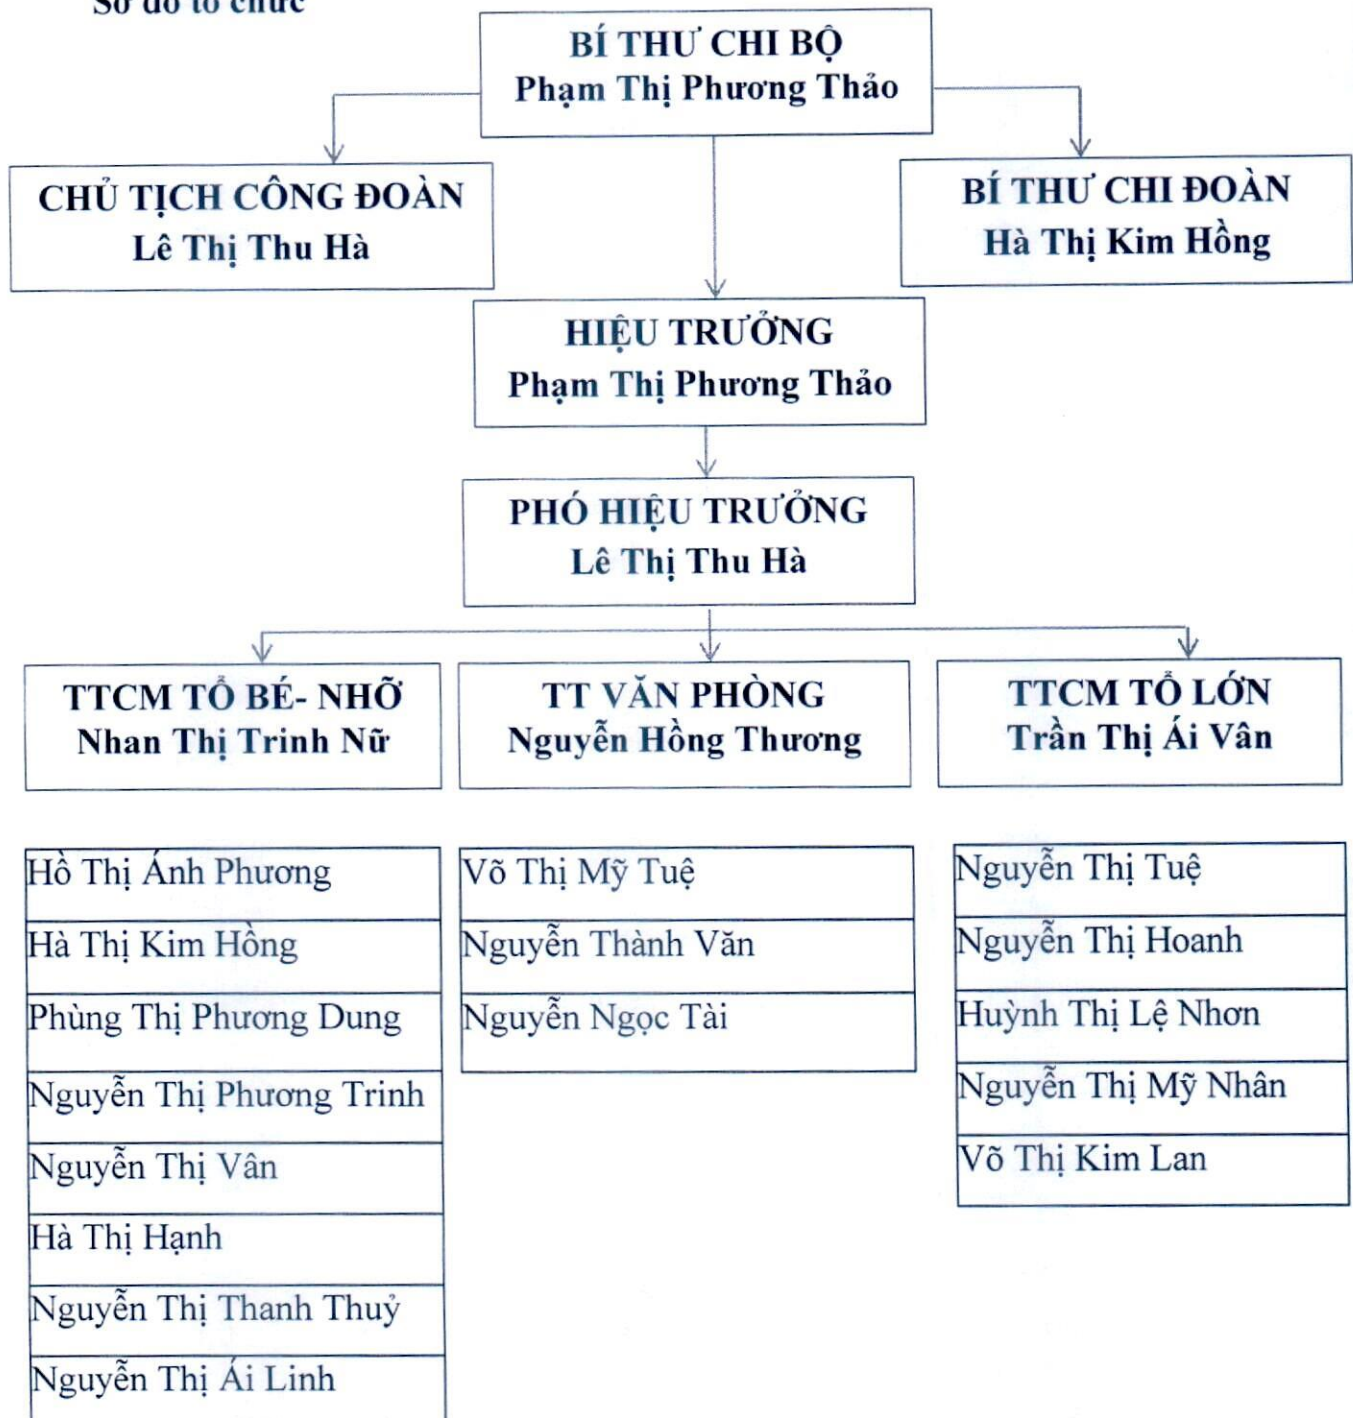 Sơ đồ tổ chức
BÍ THƯ CHI BỘ
Phạm Thị Phương Thảo
CHỦ TỊCH CÔNG ĐOÀN
Lê Thị Thu Hà
BÍ THƯ CHI ĐOÀN
Hà Thị Kim Hồng
HIỆU TRƯỞNG
Phạm Thị Phương Thảo
PHÓ HIỆU TRƯỞNG
Lê Thị Thu Hà
TTCM TỔ BÉ- NHỠ
Nhan Thị Trinh Nữ
TT VĂN PHÒNG
Nguyễn Hồng Thương
TTCM TỔ LỚN
Trần Thị Ái Vân
Hồ Thị Ánh Phương
Hà Thị Kim Hồng
Phùng Thị Phương Dung
Nguyễn Thị Phương Trinh
Nguyễn Thị Vân
Hà Thị Hạnh
Nguyễn Thị Thanh Thuỷ
Nguyễn Thị Ái Linh
Võ Thị Mỹ Tuệ
Nguyễn Thành Văn
Nguyễn Ngọc Tài
Nguyễn Thị Tuệ
Nguyễn Thị Hoanh
Huỳnh Thị Lệ Nhơn
Nguyễn Thị Mỹ Nhân
Võ Thị Kim Lan